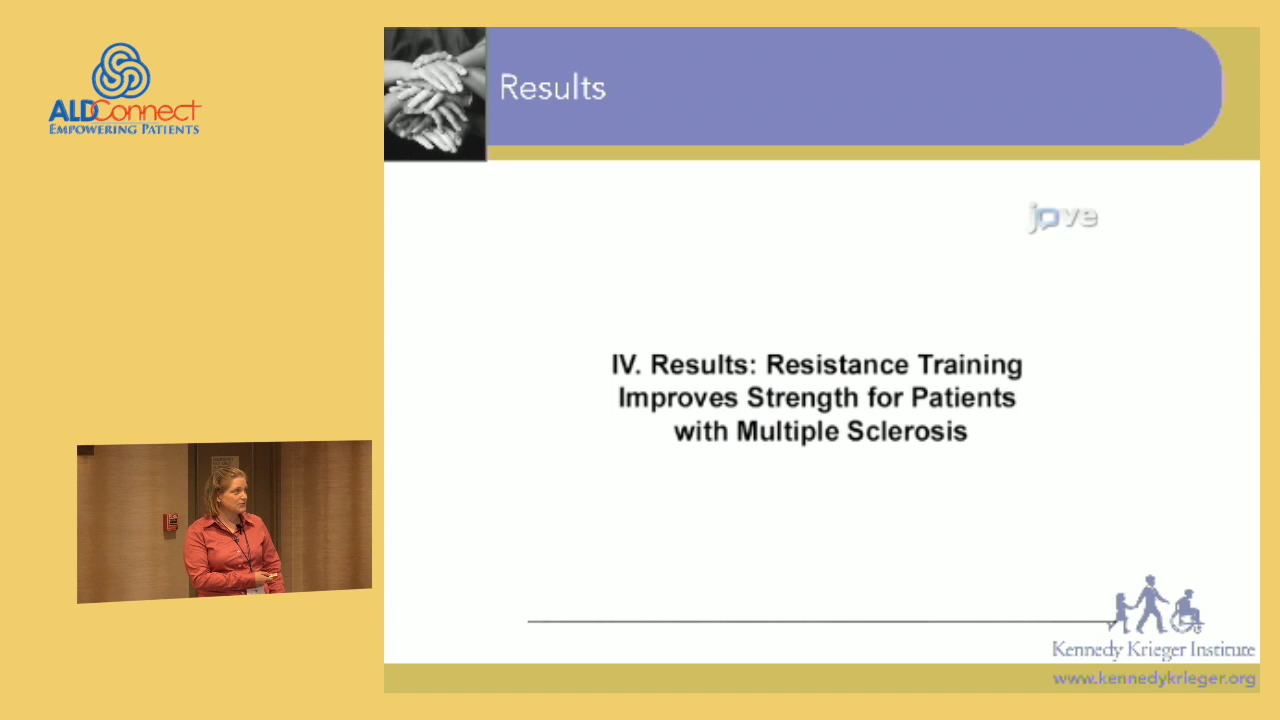 ALDConnect
EMPOWERING PATIENTS
Results
jove
IV. Results: Resistance Training
Improves Strength for Patients
with Multiple Sclerosis
Kennedy Krieger Institute
www.kennedykrieger.org